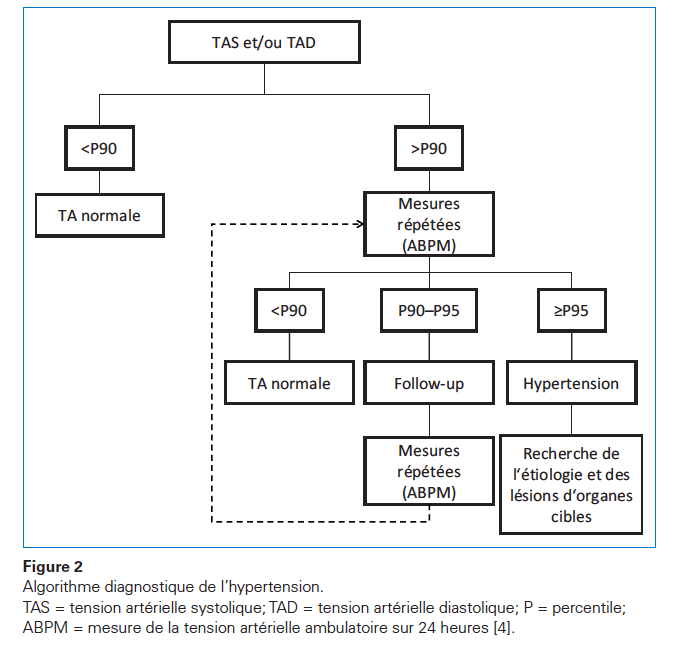 TAS et/ou TAD
<P90
>P90
TA normale
Mesures
répétées
(ABPM)
<P90
P90–P95
≥P95
TA normale
Follow-up
Hypertension
Mesures
répétées
(ABPM)
Recherche de
l‘étiologie et des
lésions d‘organes
cibles
Figure 2
Algorithme diagnostique de l’hypertension.
TAS = tension artérielle systolique; TAD = tension artérielle diastolique; P = percentile;
ABPM = mesure de la tension artérielle ambulatoire sur 24 heures [4].